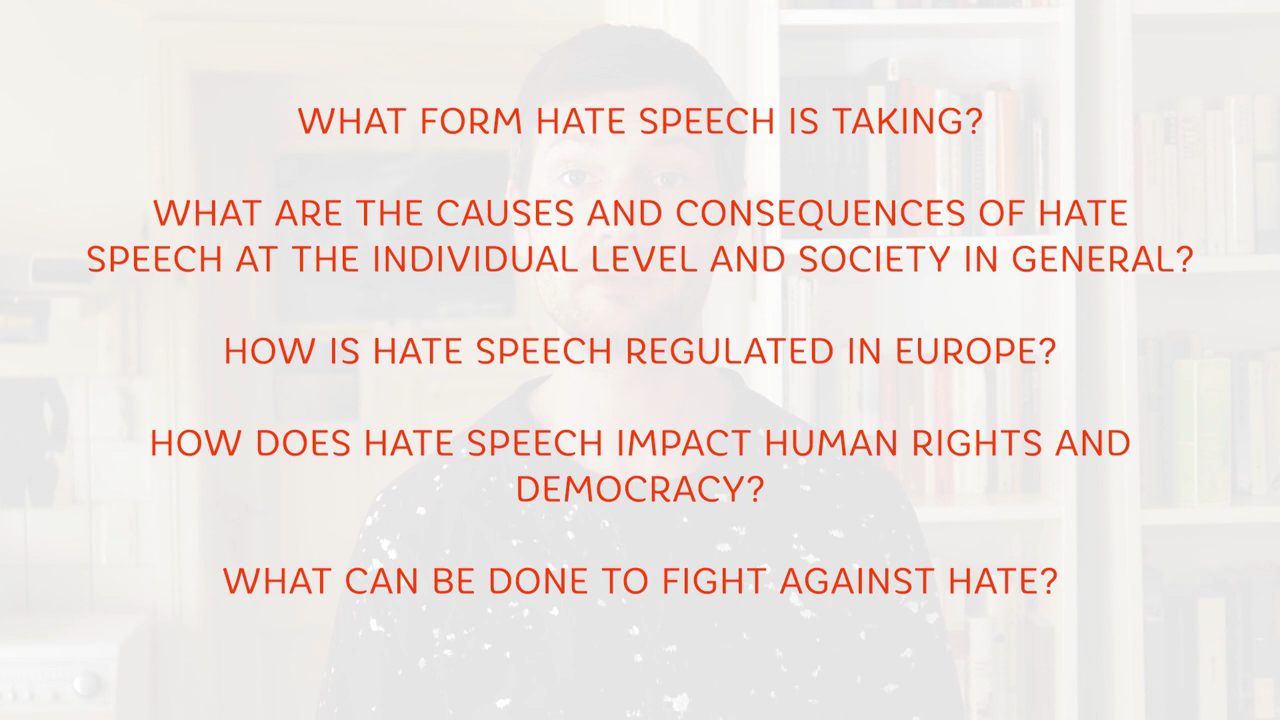 WHAT FORM HATE SPEECH IS TAKING?
WHAT ARE THE CAUSES AND CONSEQUENCES OF HATE
SPEECH AT THE INDIVIDUAL LEVEL AND SOCIETY IN GENERAL?
HOW IS HATE SPEECH REGULATED IN EUROPE?
HOW DOES HATE SPEECH IMPACT HUMAN RIGHTS AND
DEMOCRACY?
WHAT CAN BE DONE TO FIGHT AGAINST HATE?